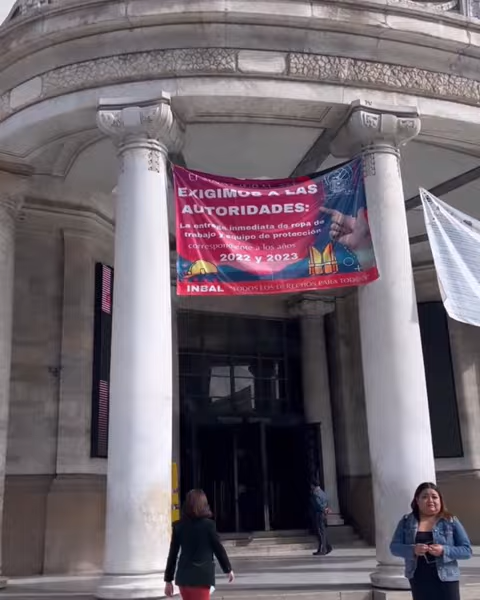 EXIGIMOS A LAS
AUTORIDADES:
La entrega inmediata de ropa de
trabajo y equipo de protección
correspondiente a los años
2022 y 2023
INBAL "TODOS LOS DERECHOS PARA TODOS"